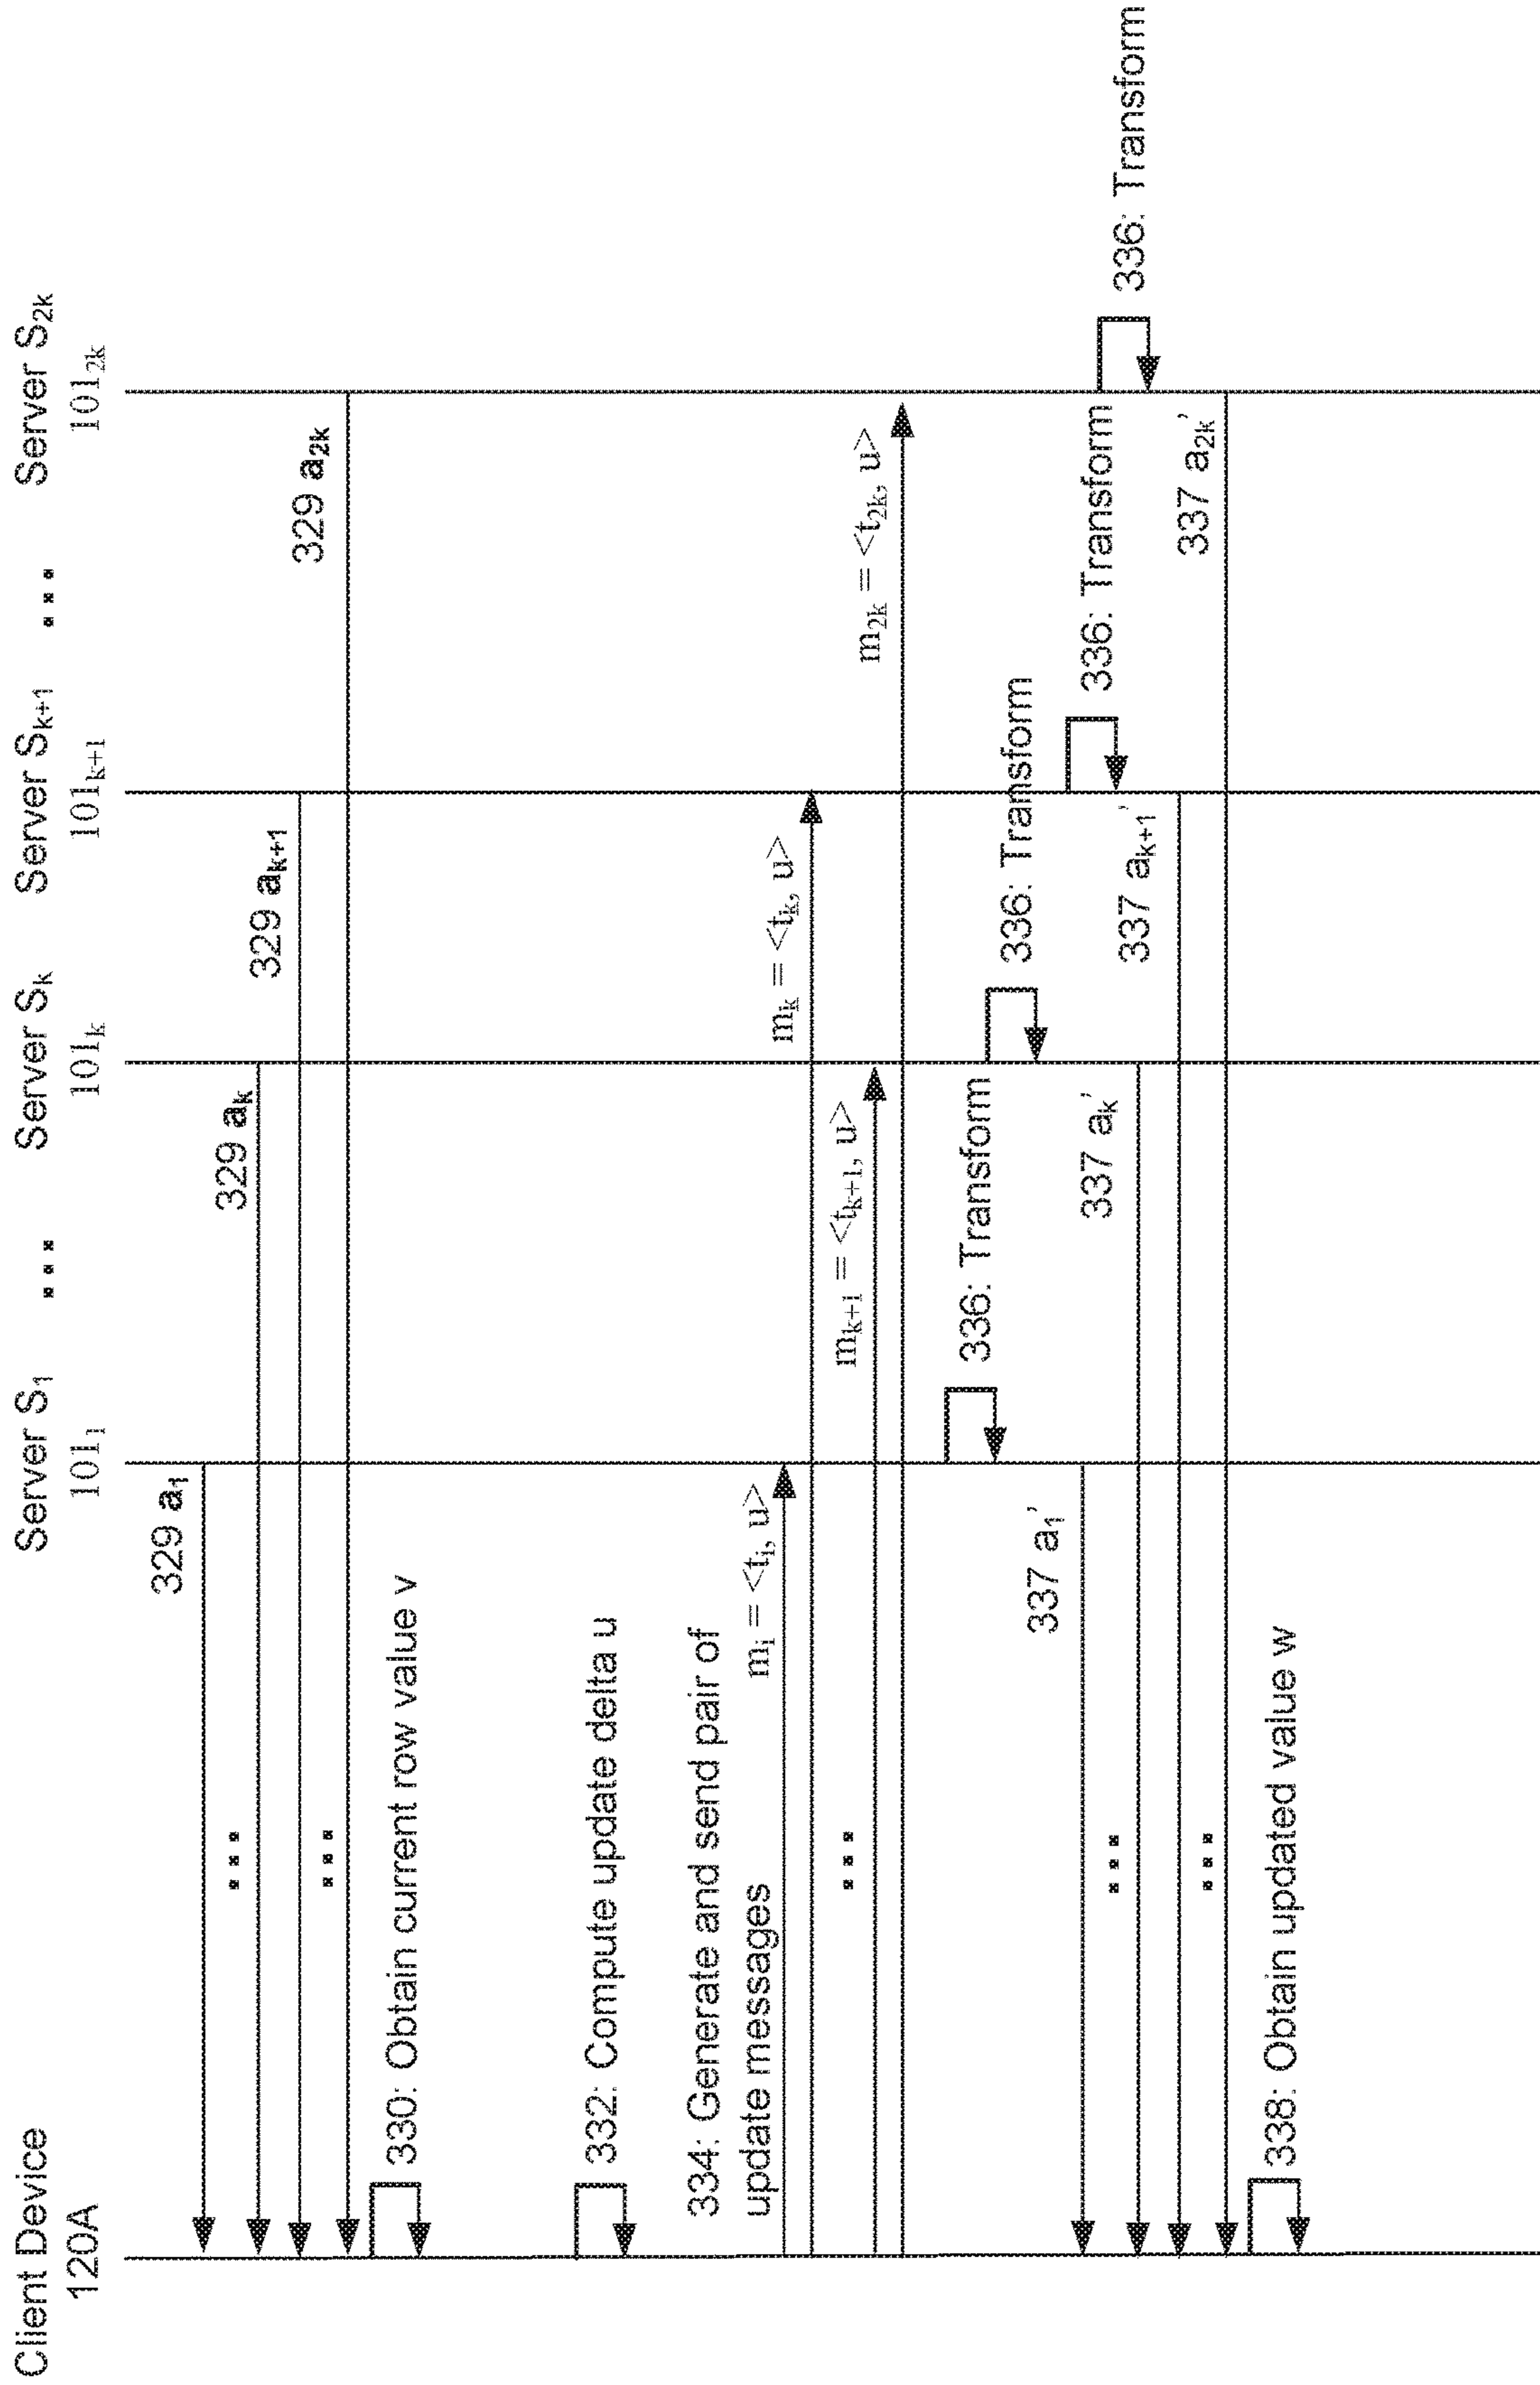 Client Device
120A
Server S₁
101₁
...
Server Sₖ
101ₖ
Server Sₖ₊₁
101ₖ₊₁
...
Server S₂ₖ
101₂ₖ
329 a₁
...
329 aₖ
329 aₖ₊₁
...
329 a₂ₖ
330: Obtain current row value v
332: Compute update delta u
334: Generate and send pair of
update messages
mᵢ = <tᵢ, u>
mₖ = <tₖ, u>
...
mₖ₊₁ = <tₖ₊₁, u>
m₂ₖ = <t₂ₖ, u>
336: Transform
336: Transform
336: Transform
336: Transform
337 a₁'
...
337 aₖ'
337 aₖ₊₁'
...
337 a₂ₖ'
338: Obtain updated value w